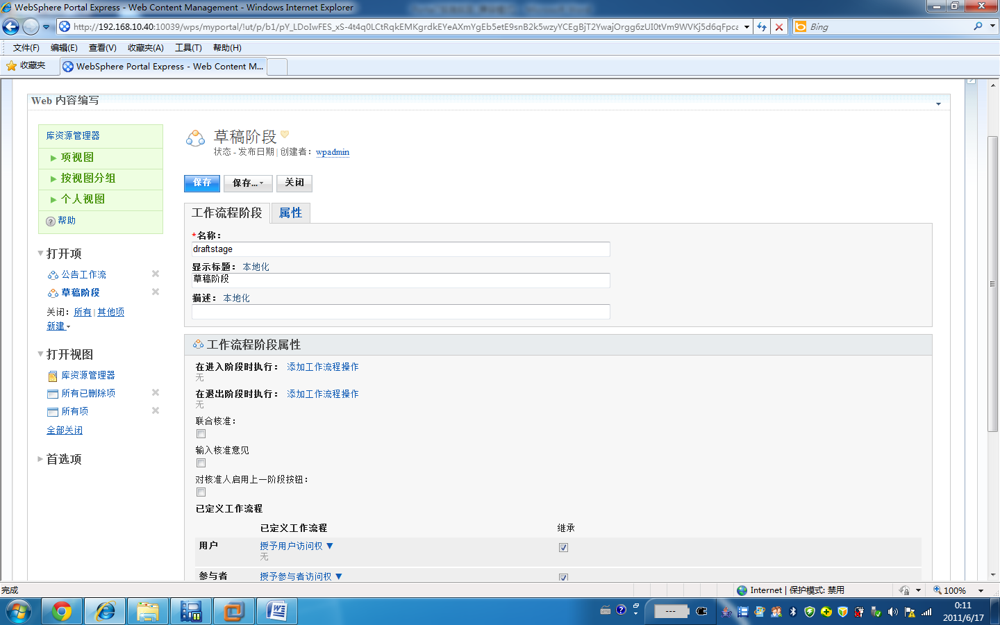 WebSphere Portal Express - Web Content Management - Windows Internet Explorer
http://192.168.10.40:10039/wps/myportal/!ut/p/b1/pY_LDoIwFES_xS-4t4q0LCtRqkEMKgrdkEYeAXmYgEb5etE9snB2k5wzyYCEgBjT2YwajOrgg6zUI0tVm9WVKj5d6qFpca
Bing
文件(F) 编辑(E) 查看(V) 收藏夹(A) 工具(T) 帮助(H)
收藏夹 WebSphere Portal Express - Web Content M...
Web 内容编写
库资源管理器
项视图
按视图分组
个人视图
? 帮助
打开项
公告工作流
草稿阶段
关闭：所有 | 其他项
新建
打开视图
库资源管理器
所有已删除项
所有项
全部关闭
首选项
草稿阶段
状态 - 发布日期 | 创建者： wpadmin
保存 保存... 关闭
工作流程阶段 属性
*名称：
draftstage
显示标题： 本地化
草稿阶段
描述： 本地化
工作流程阶段属性
在进入阶段时执行： 添加工作流程操作
无
在退出阶段时执行： 添加工作流程操作
无
联合核准：
输入核准意见
对核准人启用上一阶段按钮：
已定义工作流程
已定义工作流程 继承
用户 授予用户访问权 ▼
无
参与者 授予参与者访问权 ▼
完成
Internet | 保护模式: 禁用
100%
---
0:11
2011/6/17